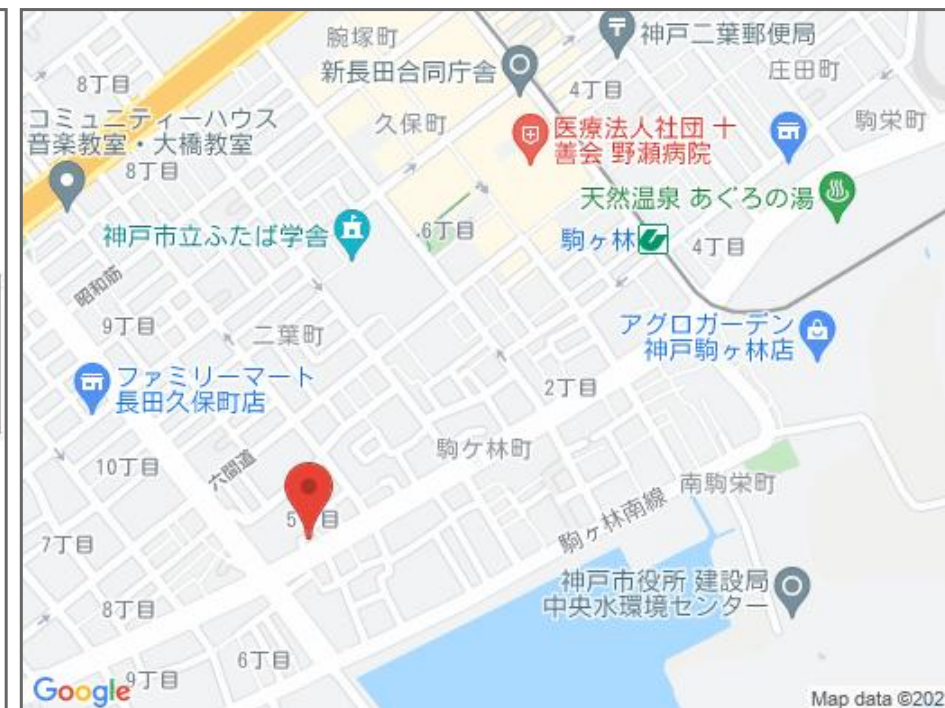 腕塚町
神戸二葉郵便局
新長田合同庁舎
庄田町
8丁目
4丁目
コミュニティーハウス
音楽教室・大橋教室
久保町
医療法人社団 十
善会 野瀬病院
駒栄町
8丁目
天然温泉 あぐろの湯
神戸市立ふたば学舎
6丁目
駒ヶ林
4丁目
昭和筋
9丁目
二葉町
アグロガーデン
神戸駒ヶ林店
ファミリーマート
長田久保町店
2丁目
駒ケ林町
10丁目
六間道
南駒栄町
5丁目
駒ヶ林南線
7丁目
神戸市役所 建設局
中央水環境センター
8丁目
6丁目
9丁目
Google
Map data ©202